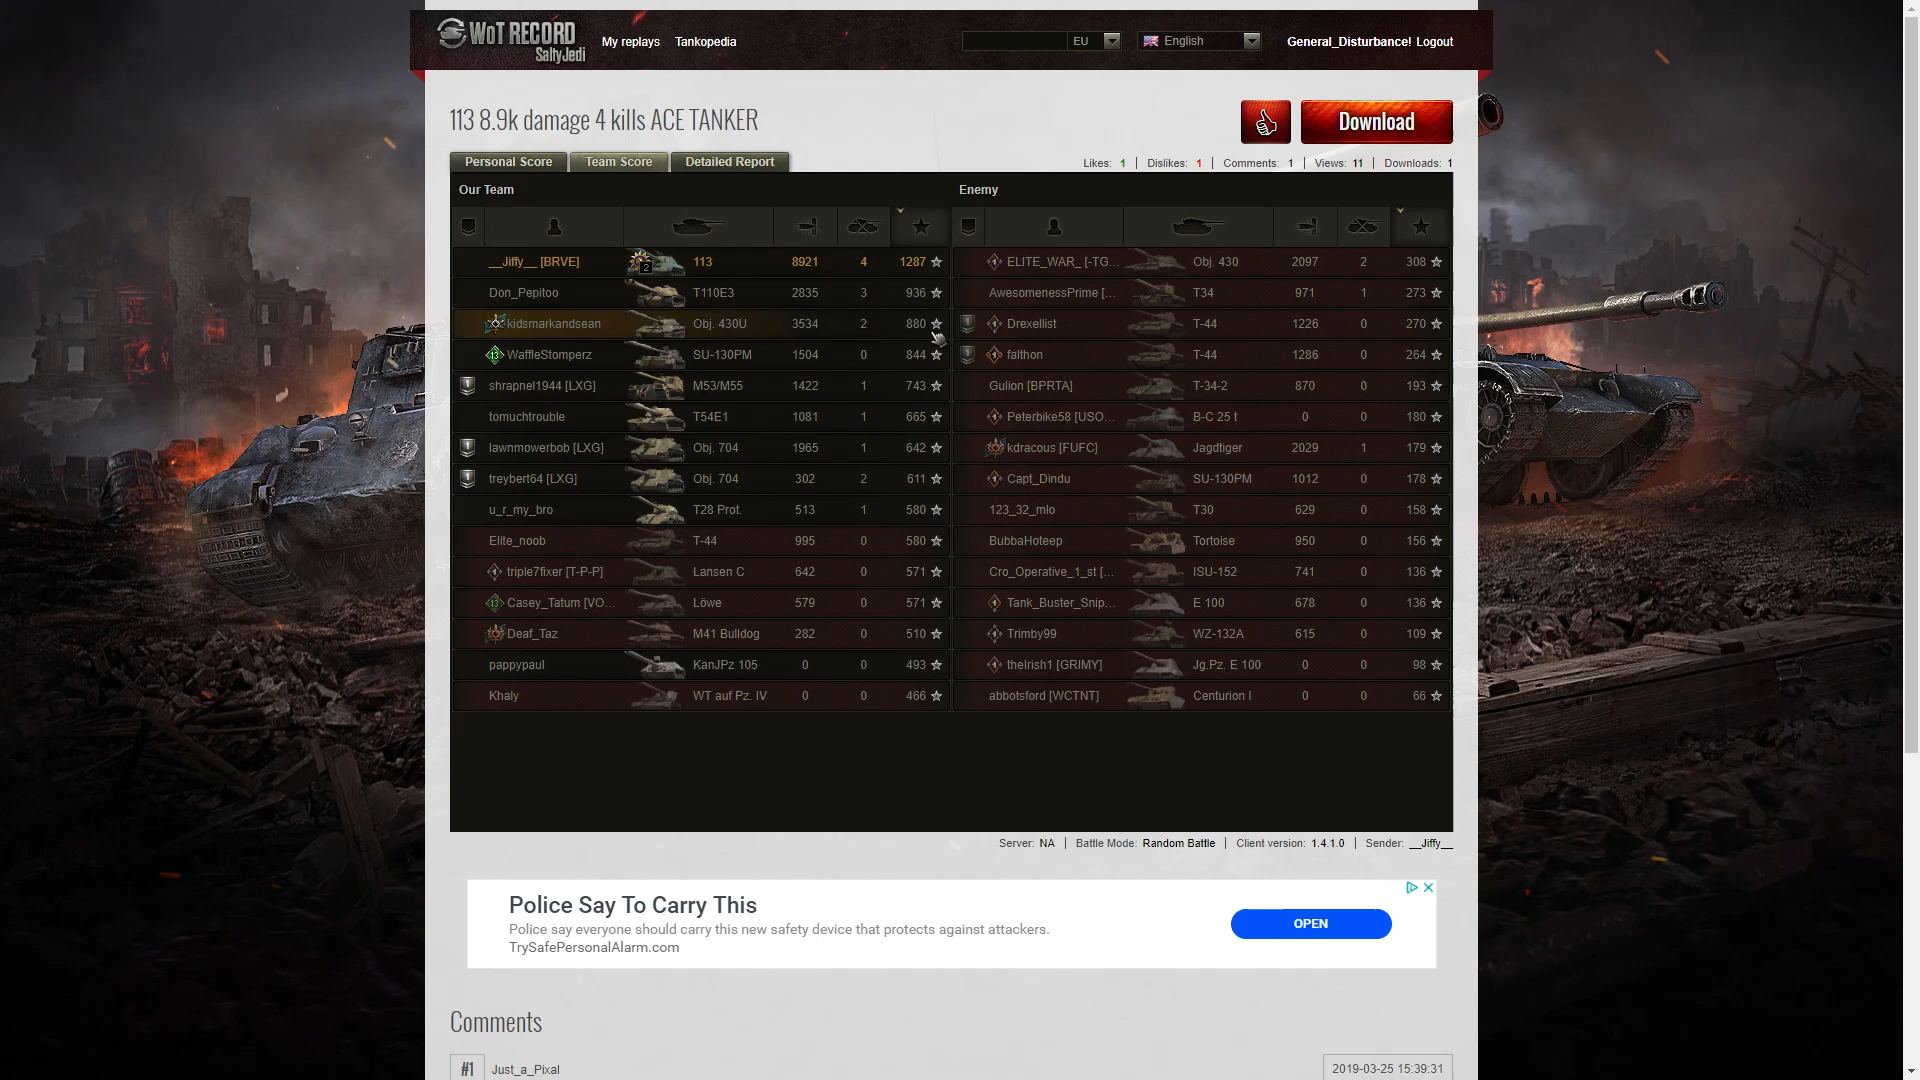 WoT RECORD
SaltyJedi
My replays Tankopedia EU English General_Disturbance! Logout
113 8.9k damage 4 kills ACE TANKER
Download
Personal Score Team Score Detailed Report
Likes: 1 | Dislikes: 1 | Comments: 1 | Views: 11 | Downloads: 1
Our Team Enemy
__Jiffy__ [BRVE] 2 113 8921 4 1287 ELITE_WAR_ [-TG... Obj. 430 2097 2 308
Don_Pepitoo T110E3 2835 3 936 AwesomenessPrime [... T34 971 1 273
kidsmarkandsean Obj. 430U 3534 2 880 1 Drexellist T-44 1226 0 270
13 WaffleStomperz SU-130PM 1504 0 844 1 falthon T-44 1286 0 264
1 shrapnel1944 [LXG] M53/M55 1422 1 743 Gulion [BPRTA] T-34-2 870 0 193
tomuchtrouble T54E1 1081 1 665 Peterbike58 [USO... B-C 25 t 0 0 180
1 lawnmowerbob [LXG] Obj. 704 1965 1 642 kdracous [FUFC] Jagdtiger 2029 1 179
1 treybert64 [LXG] Obj. 704 302 2 611 Capt_Dindu SU-130PM 1012 0 178
u_r_my_bro T28 Prot. 513 1 580 123_32_mlo T30 629 0 158
Elite_noob T-44 995 0 580 BubbaHoteep Tortoise 950 0 156
triple7fixer [T-P-P] Lansen C 642 0 571 Cro_Operative_1_st [... ISU-152 741 0 136
13 Casey_Tatum [VO... Löwe 579 0 571 Tank_Buster_Snip... E 100 678 0 136
Deaf_Taz M41 Bulldog 282 0 510 Trimby99 WZ-132A 615 0 109
pappypaul KanJPz 105 0 0 493 theIrish1 [GRIMY] Jg.Pz. E 100 0 0 98
Khaly WT auf Pz. IV 0 0 466 abbotsford [WCTNT] Centurion I 0 0 66
Server: NA | Battle Mode: Random Battle | Client version: 1.4.1.0 | Sender: __Jiffy__
Police Say To Carry This
Police say everyone should carry this new safety device that protects against attackers.
TrySafePersonalAlarm.com
OPEN
Comments
#1 Just_a_Pixal 2019-03-25 15:39:31